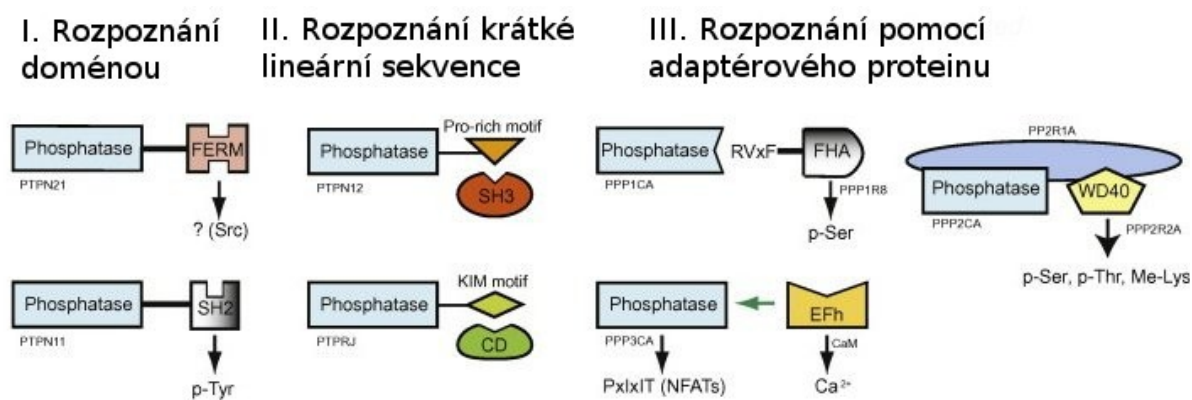 I. Rozpoznání
doménou
II. Rozpoznání krátké
lineární sekvence
III. Rozpoznání pomocí
adaptérového proteinu
Phosphatase
FERM
PTPN21
? (Src)
Phosphatase
SH2
PTPN11
p-Tyr
Pro-rich motif
Phosphatase
PTPN12
SH3
KIM motif
Phosphatase
PTPRJ
CD
Phosphatase
RVxF
FHA
PPP1CA
PPP1R8
p-Ser
Phosphatase
EFh
PPP3CA
CaM
PxIxIT (NFATs)
Ca²⁺
PP2R1A
Phosphatase
WD40
PPP2CA
PPP2R2A
p-Ser, p-Thr, Me-Lys